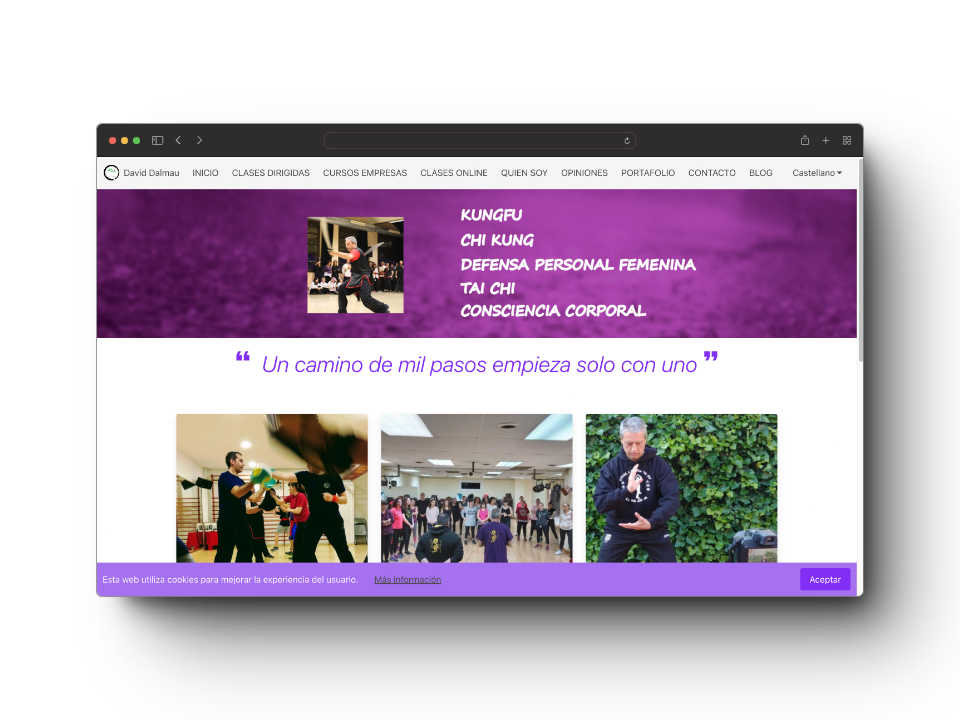 David Dalmau INICIO CLASES DIRIGIDAS CURSOS EMPRESAS CLASES ONLINE QUIEN SOY OPINIONES PORTAFOLIO CONTACTO BLOG Castellano
KUNGFU
CHI KUNG
DEFENSA PERSONAL FEMENINA
TAI CHI
CONSCIENCIA CORPORAL
“ Un camino de mil pasos empieza solo con uno ”
Esta web utiliza cookies para mejorar la experiencia del usuario. Más información Aceptar